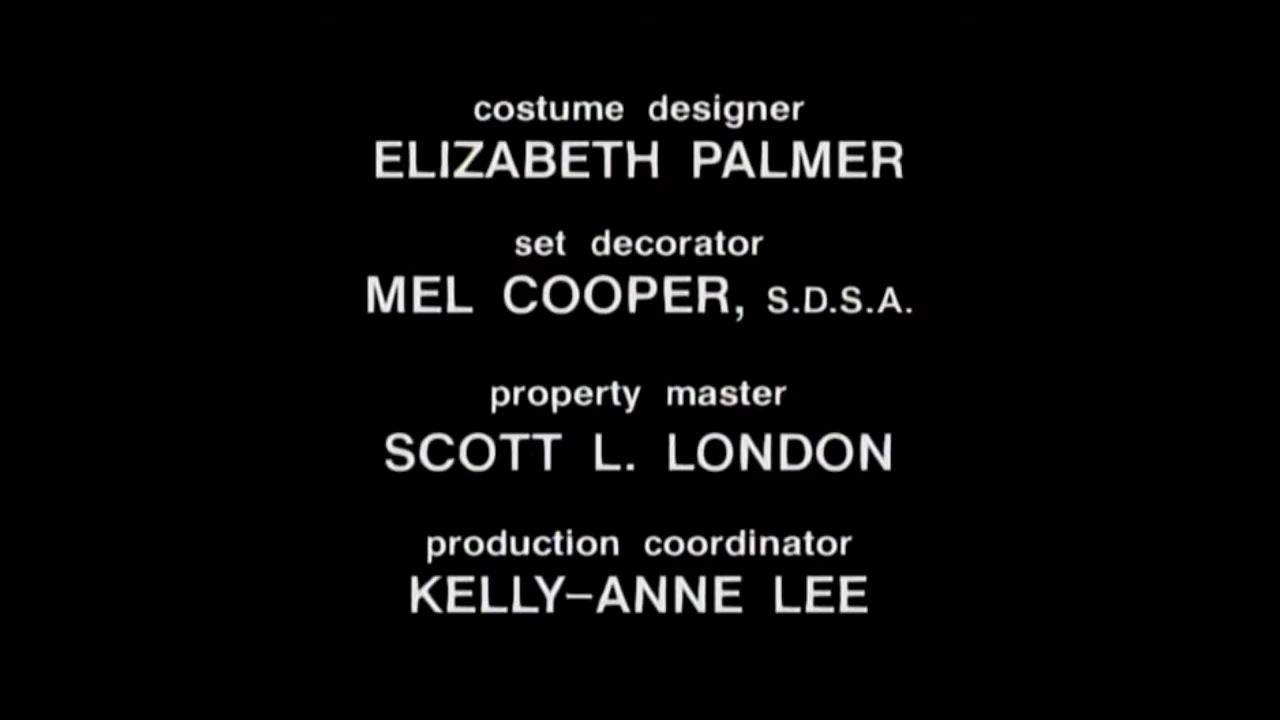 costume designer
ELIZABETH PALMER
set decorator
MEL COOPER, S.D.S.A.
property master
SCOTT L. LONDON
production coordinator
KELLY-ANNE LEE